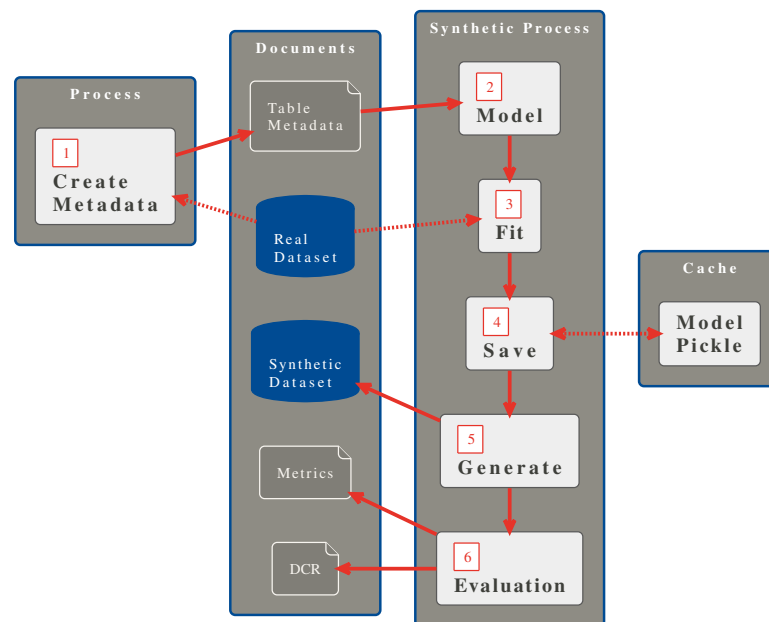 Process
1
Create
Metadata
Documents
Table
Metadata
Real
Dataset
Synthetic
Dataset
Metrics
DCR
Synthetic Process
2
Model
3
Fit
4
Save
5
Generate
6
Evaluation
Cache
Model
Pickle